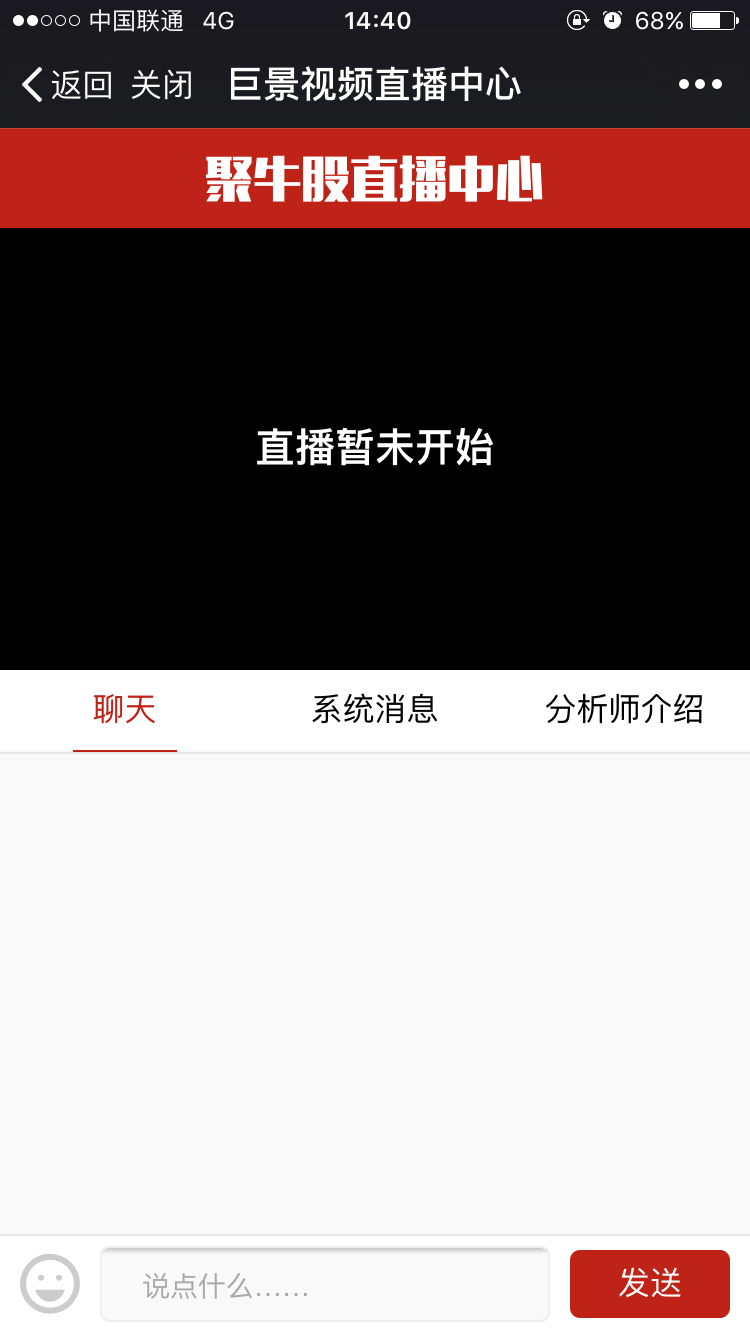 中国联通 4G 14:40 68%
返回 关闭 巨景视频直播中心
聚牛股直播中心
直播暂未开始
聊天 系统消息 分析师介绍
说点什么…… 发送